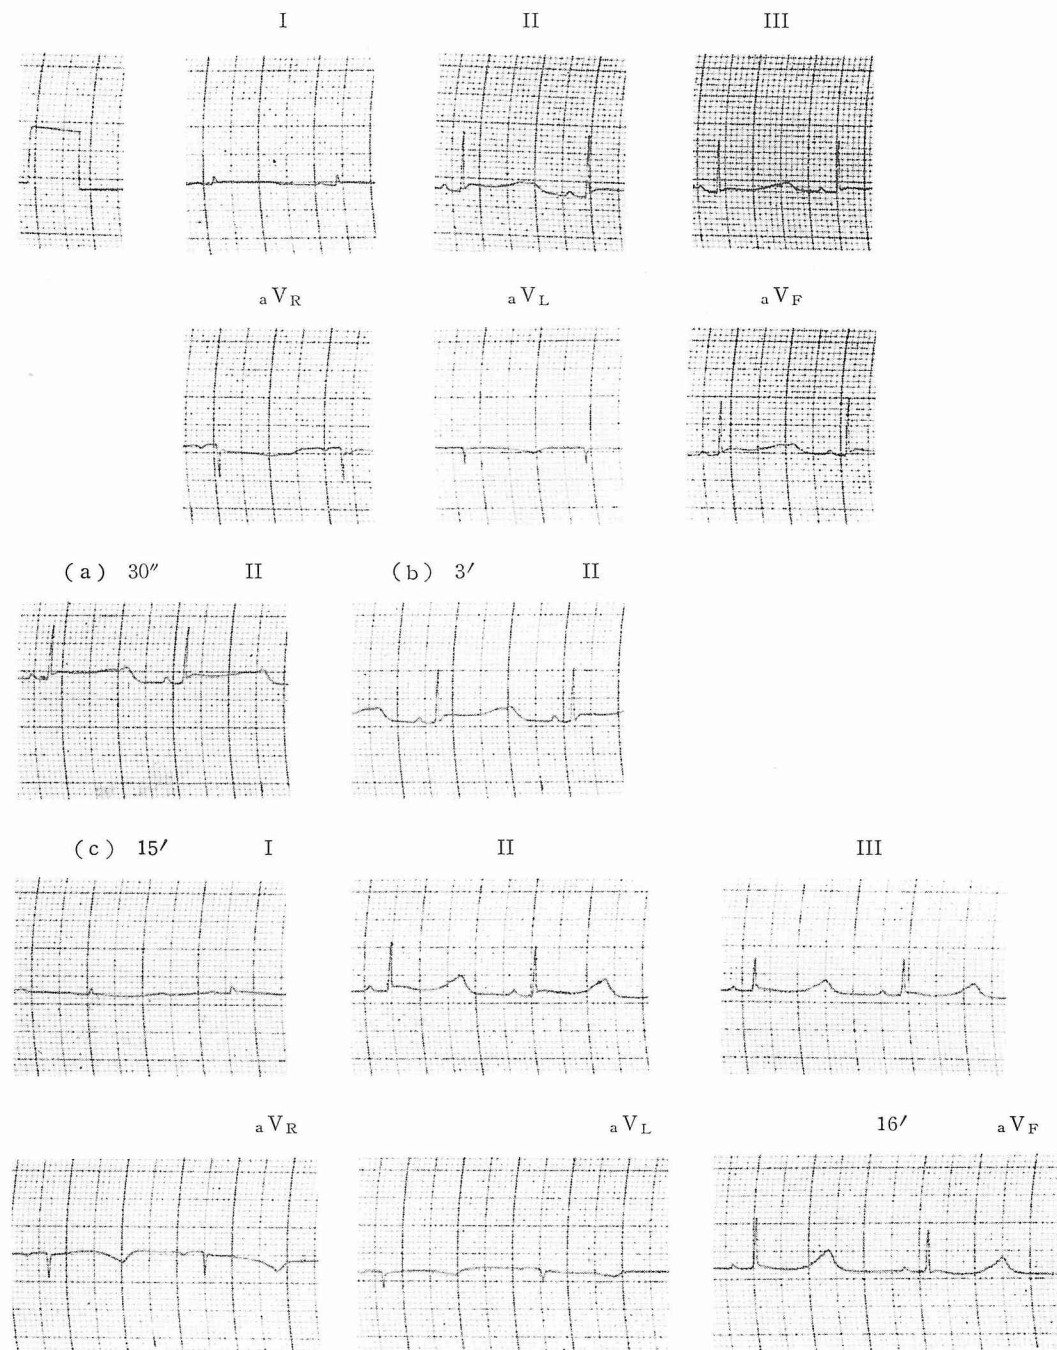 I II III
aVR aVL aVF
(a) 30″ II (b) 3′ II
(c) 15′ I II III
aVR aVL 16′ aVF